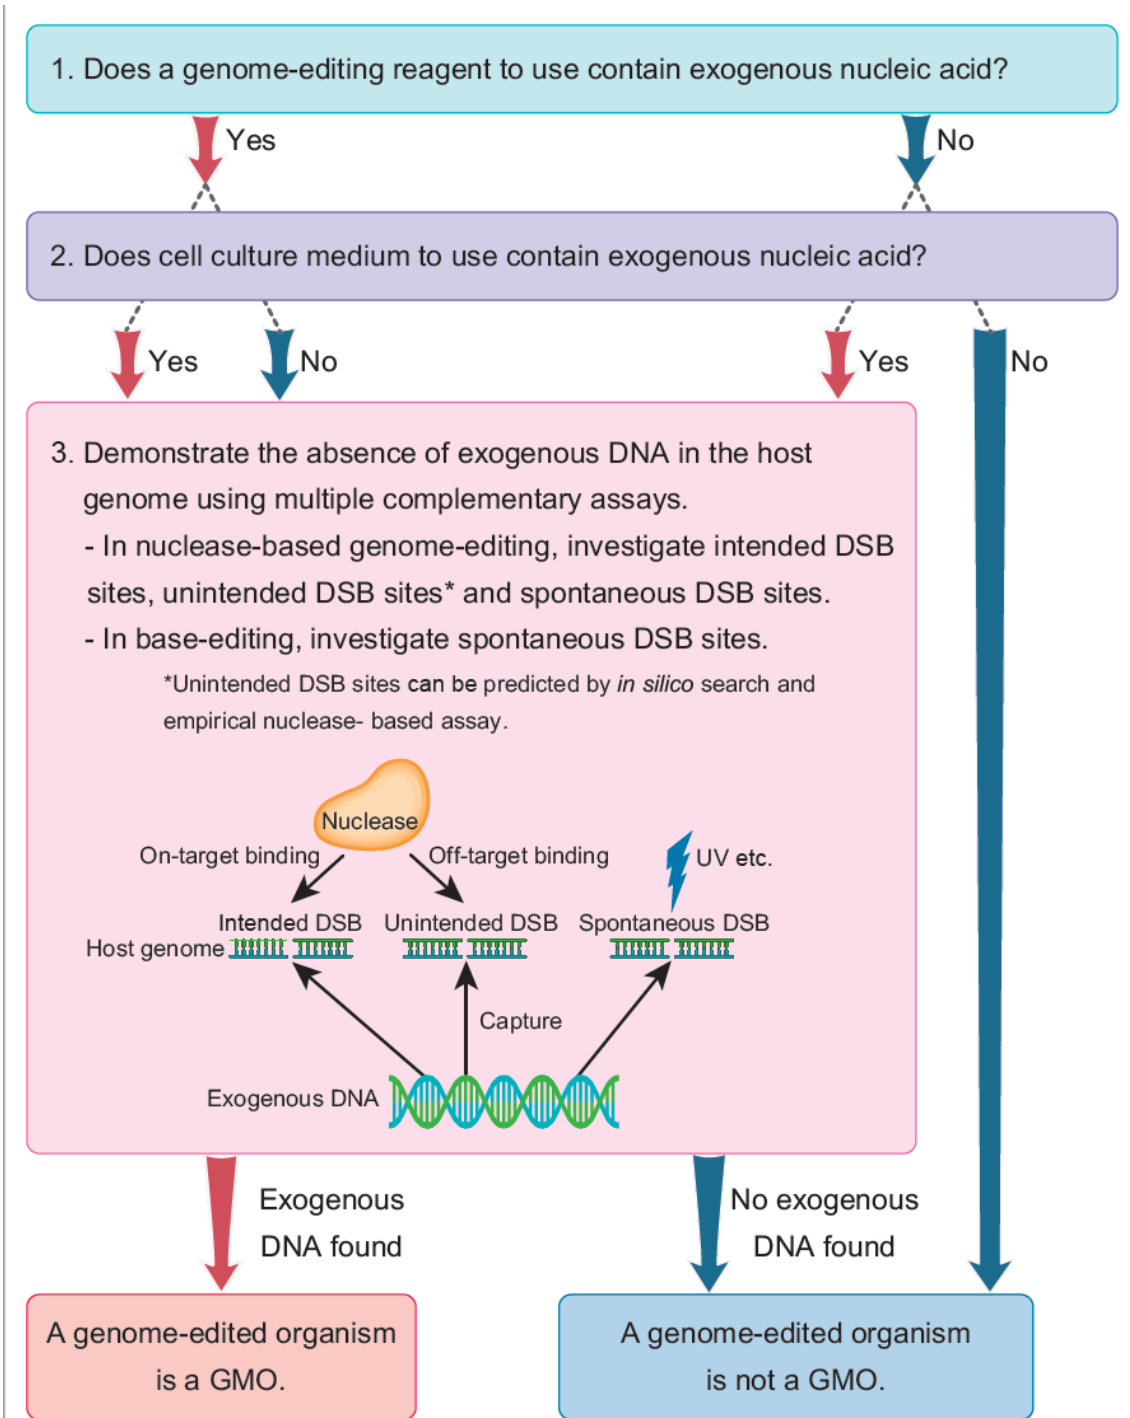 1. Does a genome-editing reagent to use contain exogenous nucleic acid?
Yes
No
2. Does cell culture medium to use contain exogenous nucleic acid?
Yes
No
Yes
No
3. Demonstrate the absence of exogenous DNA in the host
genome using multiple complementary assays.
- In nuclease-based genome-editing, investigate intended DSB
sites, unintended DSB sites* and spontaneous DSB sites.
- In base-editing, investigate spontaneous DSB sites.
*Unintended DSB sites can be predicted by in silico search and
empirical nuclease- based assay.
Nuclease
On-target binding
Off-target binding
UV etc.
Intended DSB
Unintended DSB
Spontaneous DSB
Host genome
Capture
Exogenous DNA
Exogenous
DNA found
No exogenous
DNA found
A genome-edited organism
is a GMO.
A genome-edited organism
is not a GMO.